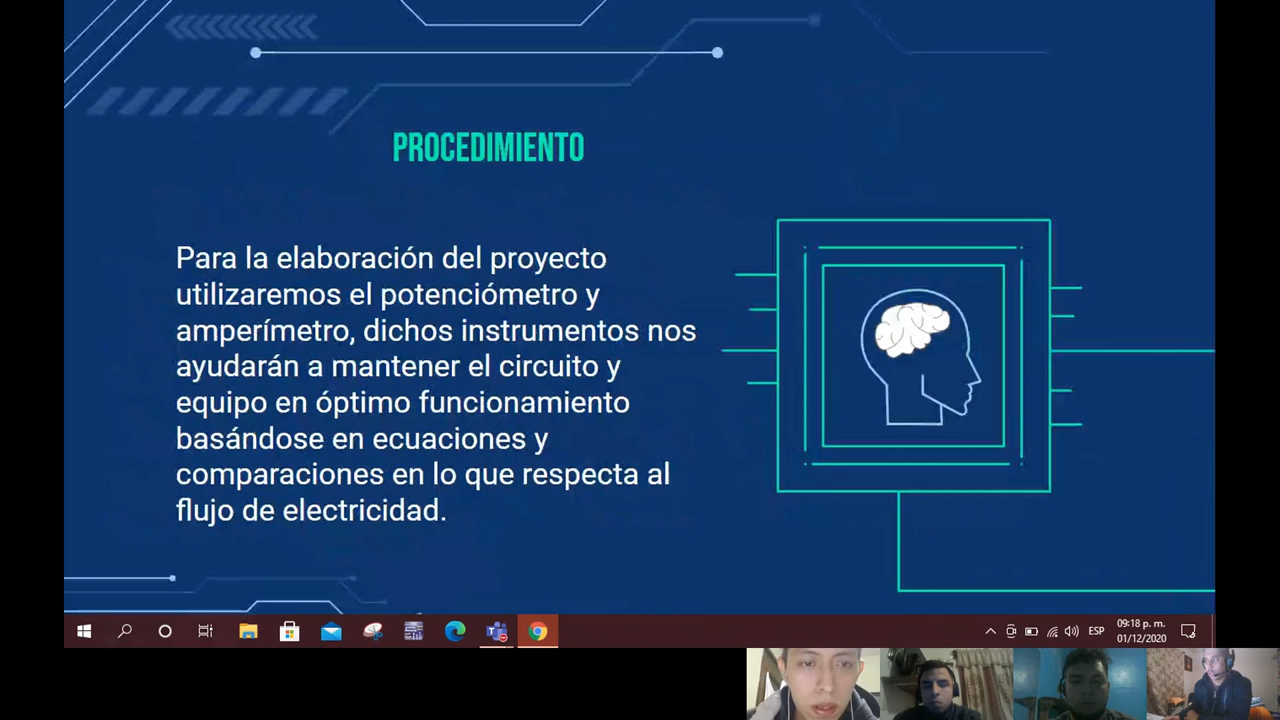 PROCEDIMIENTO
Para la elaboración del proyecto
utilizaremos el potenciómetro y
amperímetro, dichos instrumentos nos
ayudarán a mantener el circuito y
equipo en óptimo funcionamiento
basándose en ecuaciones y
comparaciones en lo que respecta al
flujo de electricidad.
ESP
09:18 p. m.
01/12/2020